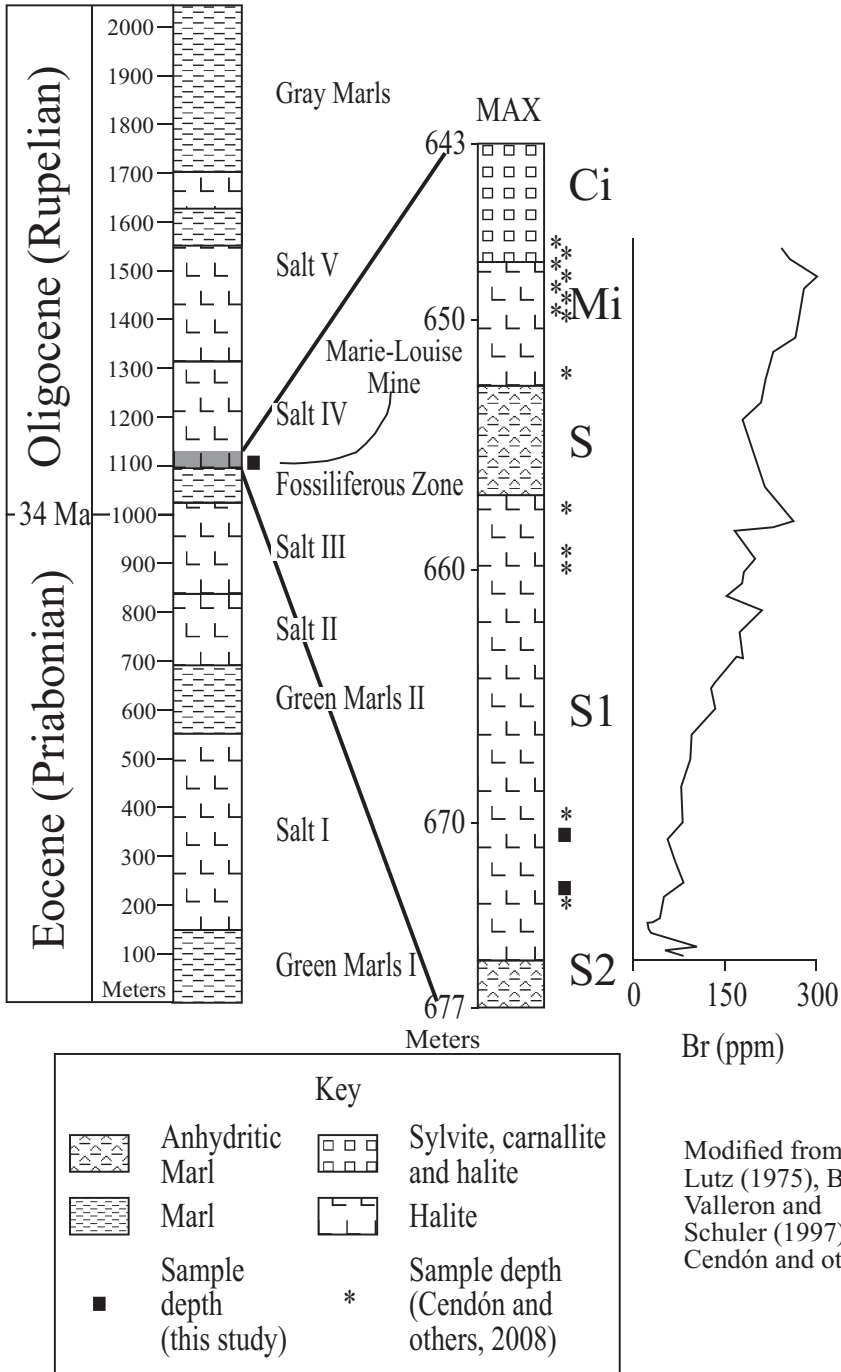 Oligocene (Rupelian)
34 Ma
Eocene (Priabonian)
2000
1900
1800
1700
1600
1500
1400
1300
1200
1100
1000
900
800
700
600
500
400
300
200
100
Meters
Gray Marls
Salt V
Marie-Louise
Mine
Salt IV
Fossiliferous Zone
Salt III
Salt II
Green Marls II
Salt I
Green Marls I
MAX
643
650
660
670
677
Meters
Ci
Mi
S
S1
S2
0
150
300
Br (ppm)
Key
Anhydritic
Marl
Sylvite, carnallite
and halite
Marl
Halite
Sample
depth
(this study)
*
Sample depth
(Cendón and
others, 2008)
Modified from
Lutz (1975), B
Valleron and
Schuler (1997)
Cendón and ot